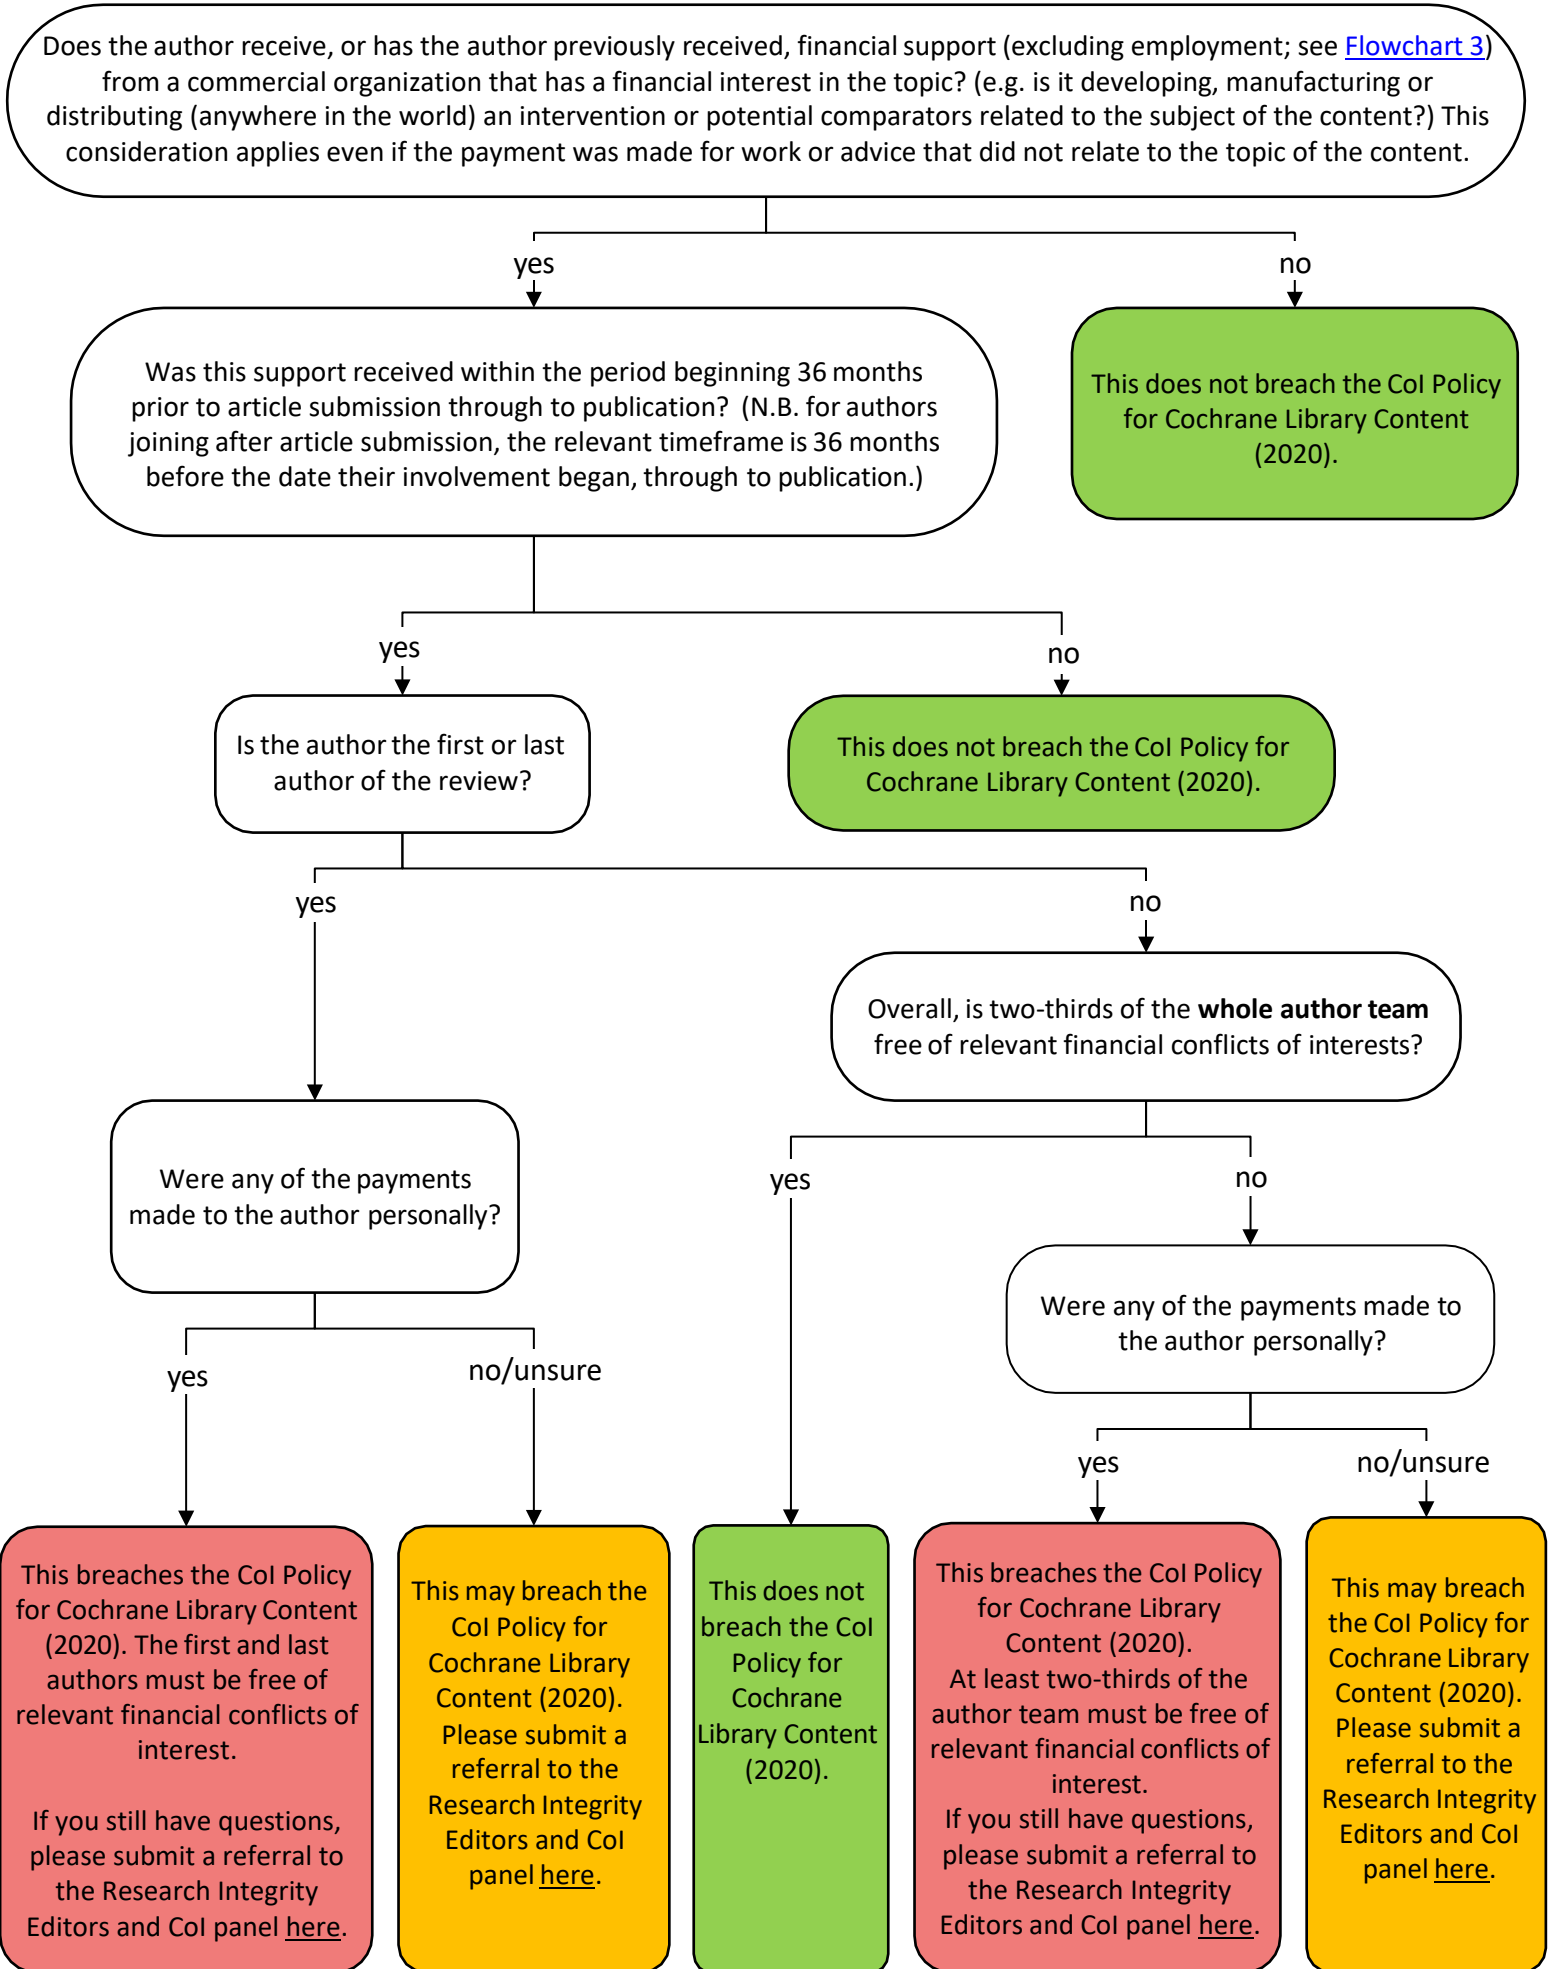 Does the author receive, or has the author previously received, financial support (excluding employment; see Flowchart 3)
from a commercial organization that has a financial interest in the topic? (e.g. is it developing, manufacturing or
distributing (anywhere in the world) an intervention or potential comparators related to the subject of the content?) This
consideration applies even if the payment was made for work or advice that did not relate to the topic of the content.
yes
no
Was this support received within the period beginning 36 months
prior to article submission through to publication? (N.B. for authors
joining after article submission, the relevant timeframe is 36 months
before the date their involvement began, through to publication.)
This does not breach the CoI Policy
for Cochrane Library Content
(2020).
yes
no
Is the author the first or last
author of the review?
This does not breach the CoI Policy for
Cochrane Library Content (2020).
yes
no
Overall, is two-thirds of the whole author team
free of relevant financial conflicts of interests?
Were any of the payments
made to the author personally?
yes
no
Were any of the payments made to
the author personally?
yes
no/unsure
yes
no/unsure
This breaches the CoI Policy
for Cochrane Library Content
(2020). The first and last
authors must be free of
relevant financial conflicts of
interest.
If you still have questions,
please submit a referral to
the Research Integrity
Editors and CoI panel here.
This may breach the
CoI Policy for
Cochrane Library
Content (2020).
Please submit a
referral to the
Research Integrity
Editors and CoI
panel here.
This does not
breach the CoI
Policy for
Cochrane
Library Content
(2020).
This breaches the CoI Policy
for Cochrane Library
Content (2020).
At least two-thirds of the
author team must be free of
relevant financial conflicts of
interest.
If you still have questions,
please submit a referral to
the Research Integrity
Editors and CoI panel here.
This may breach
the CoI Policy for
Cochrane Library
Content (2020).
Please submit a
referral to the
Research Integrity
Editors and CoI
panel here.